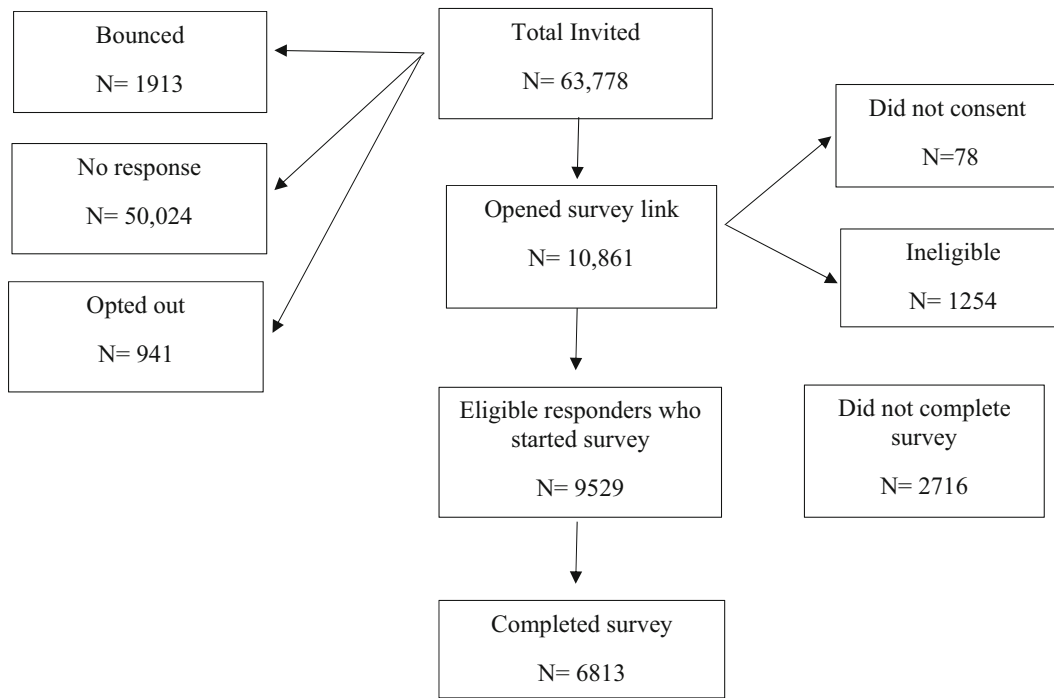 Bounced
N= 1913
Total Invited
N= 63,778
Did not consent
N=78
No response
N= 50,024
Opened survey link
N= 10,861
Ineligible
N= 1254
Opted out
N= 941
Eligible responders who
started survey
N= 9529
Did not complete
survey
N= 2716
Completed survey
N= 6813